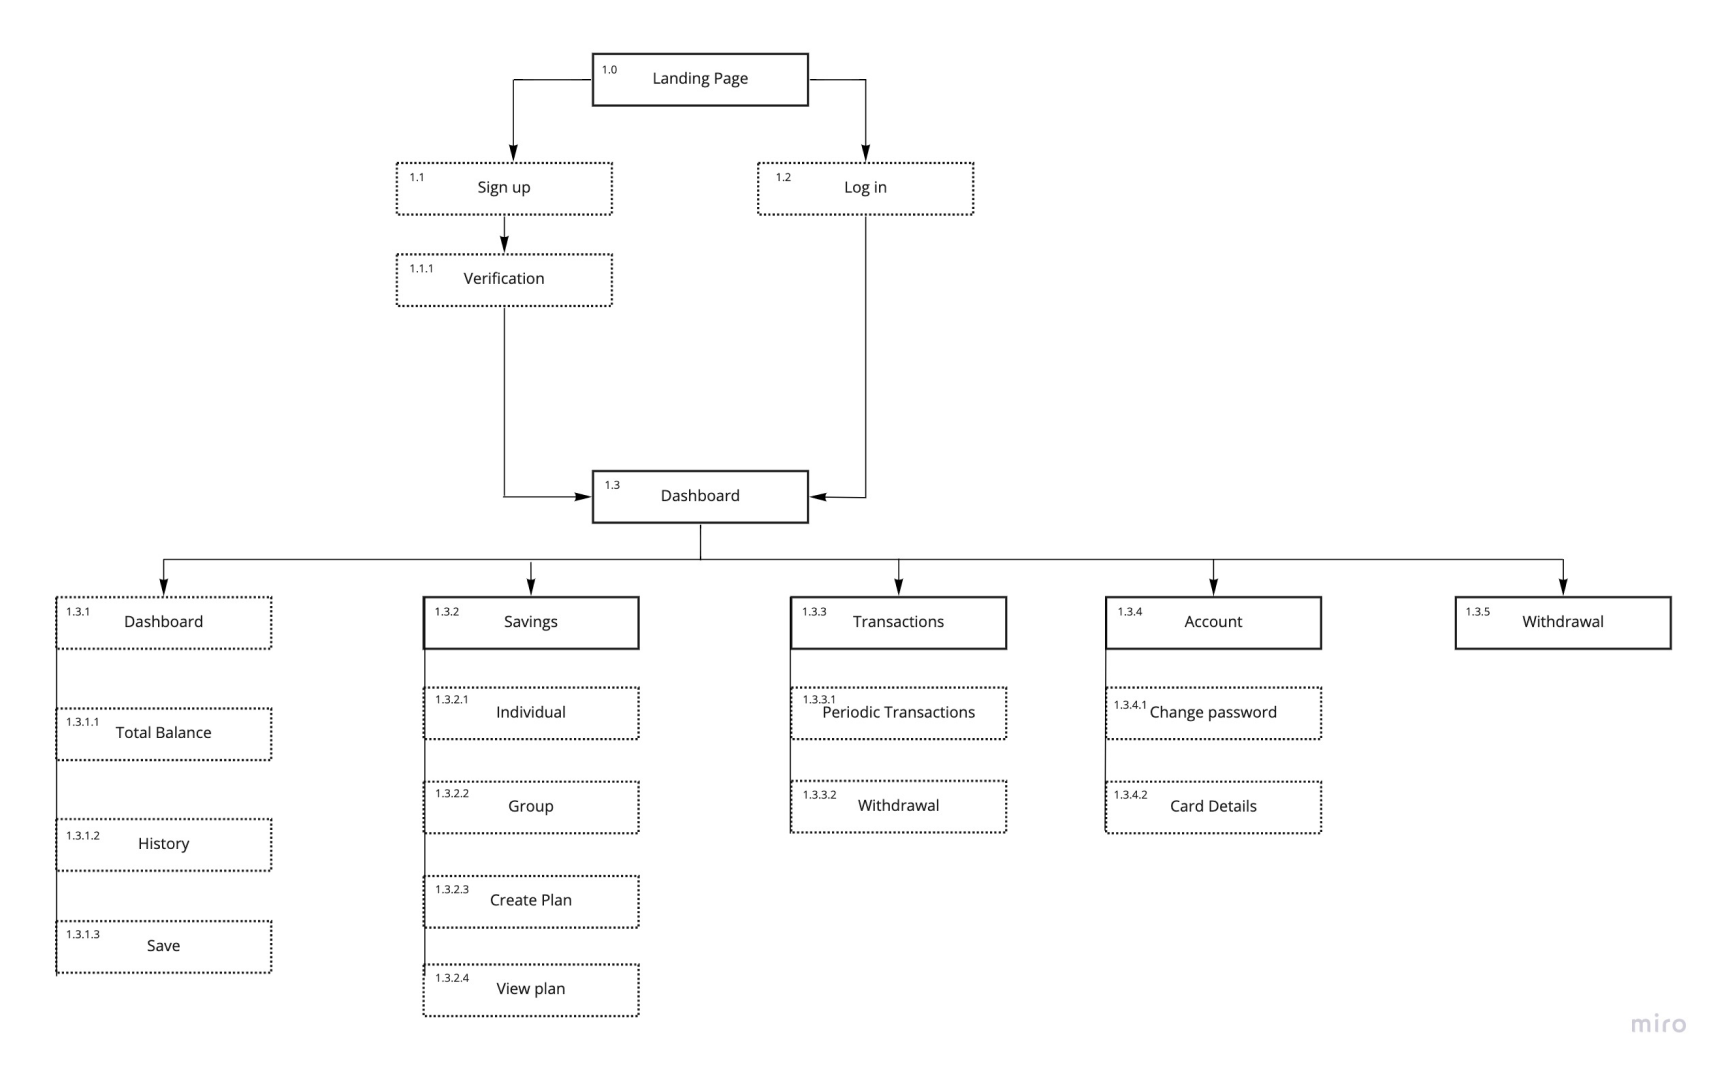 1.0
Landing Page
1.1
Sign up
1.2
Log in
1.1.1
Verification
1.3
Dashboard
1.3.1
Dashboard
1.3.2
Savings
1.3.3
Transactions
1.3.4
Account
1.3.5
Withdrawal
1.3.1.1
Total Balance
1.3.1.2
History
1.3.1.3
Save
1.3.2.1
Individual
1.3.2.2
Group
1.3.2.3
Create Plan
1.3.2.4
View plan
1.3.3.1
Periodic Transactions
1.3.3.2
Withdrawal
1.3.4.1
Change password
1.3.4.2
Card Details
miro